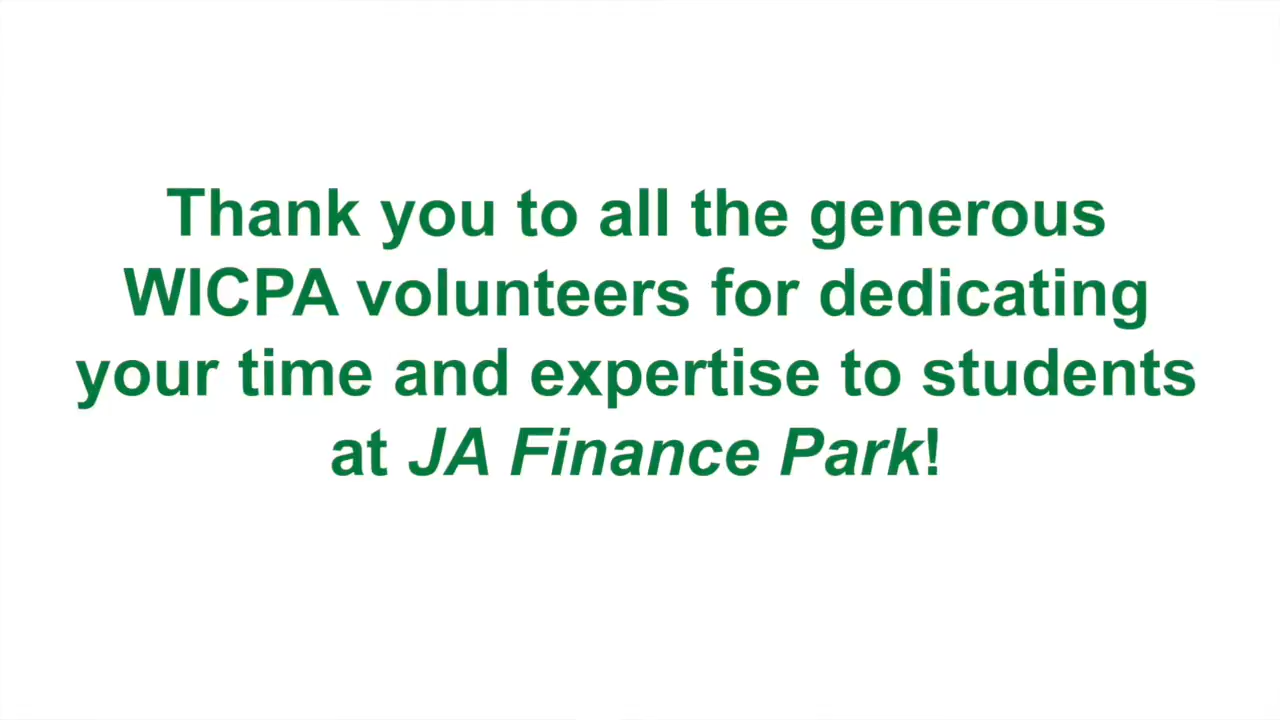 Thank you to all the generous
WICPA volunteers for dedicating
your time and expertise to students
at JA Finance Park!